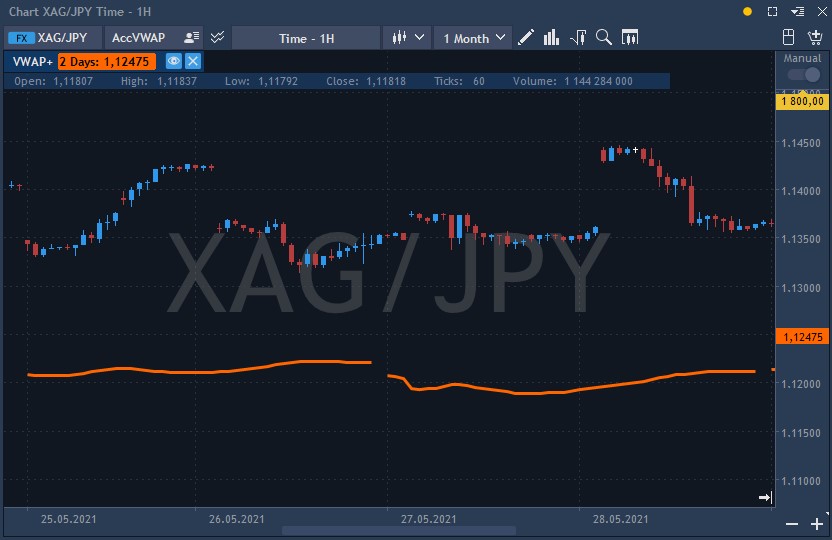 Chart XAG/JPY Time - 1H
FX XAG/JPY AccVWAP Time - 1H 1 Month
VWAP+ 2 Days: 1,12475 Manual
Open: 1,11807 High: 1,11837 Low: 1,11792 Close: 1,11818 Ticks: 60 Volume: 1 144 284 000
1 800,00
1.14500
1.14000
1.13500
XAG/JPY
1.13000
1,12475
1.12000
1.11500
1.11000
25.05.2021 26.05.2021 27.05.2021 28.05.2021